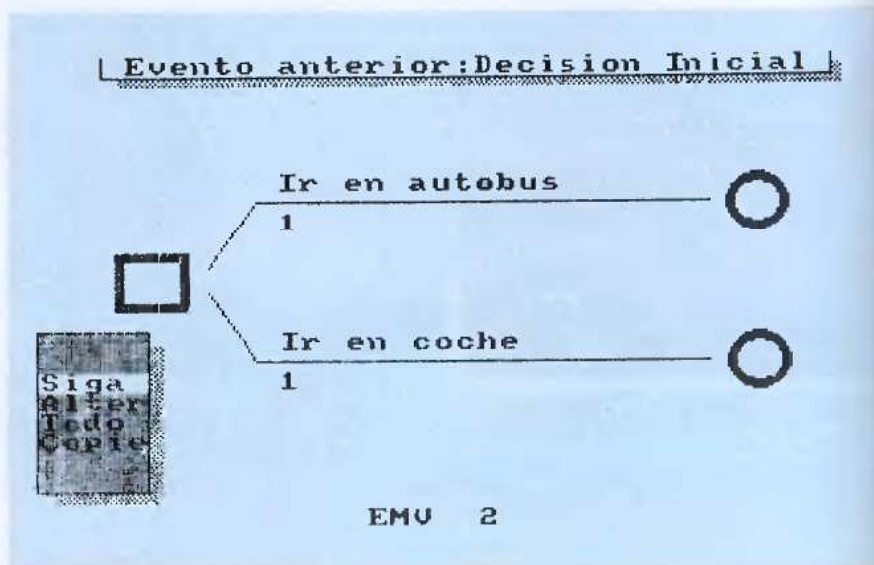 Evento anterior:Decision Inicial
Ir en autobus
1
Ir en coche
1
Siga
Alter
Todo
Copie
EMV 2